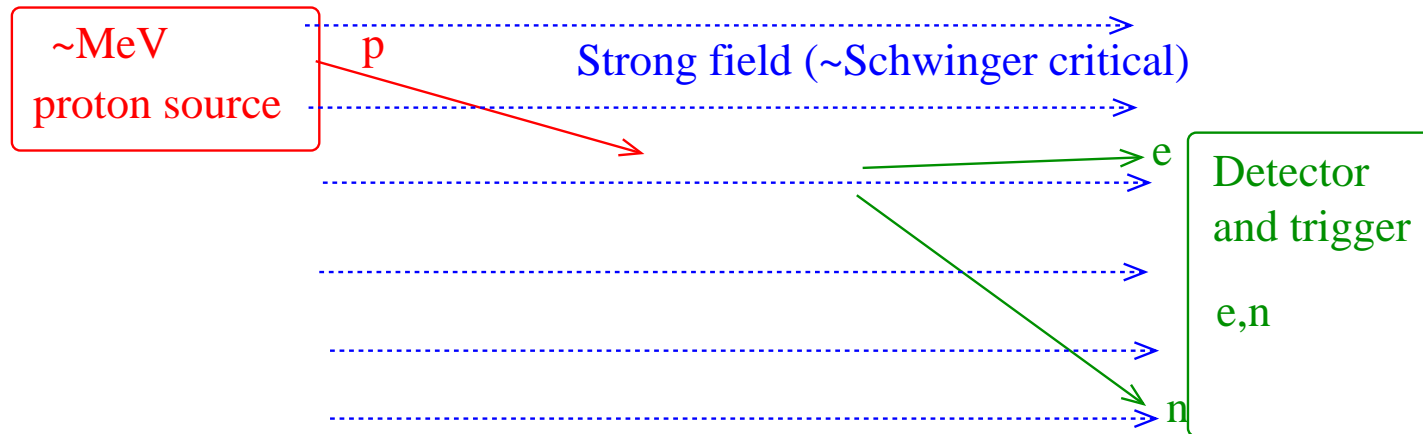 ~MeV
proton source
p
Strong field (~Schwinger critical)
e
Detector
and trigger
e,n
n